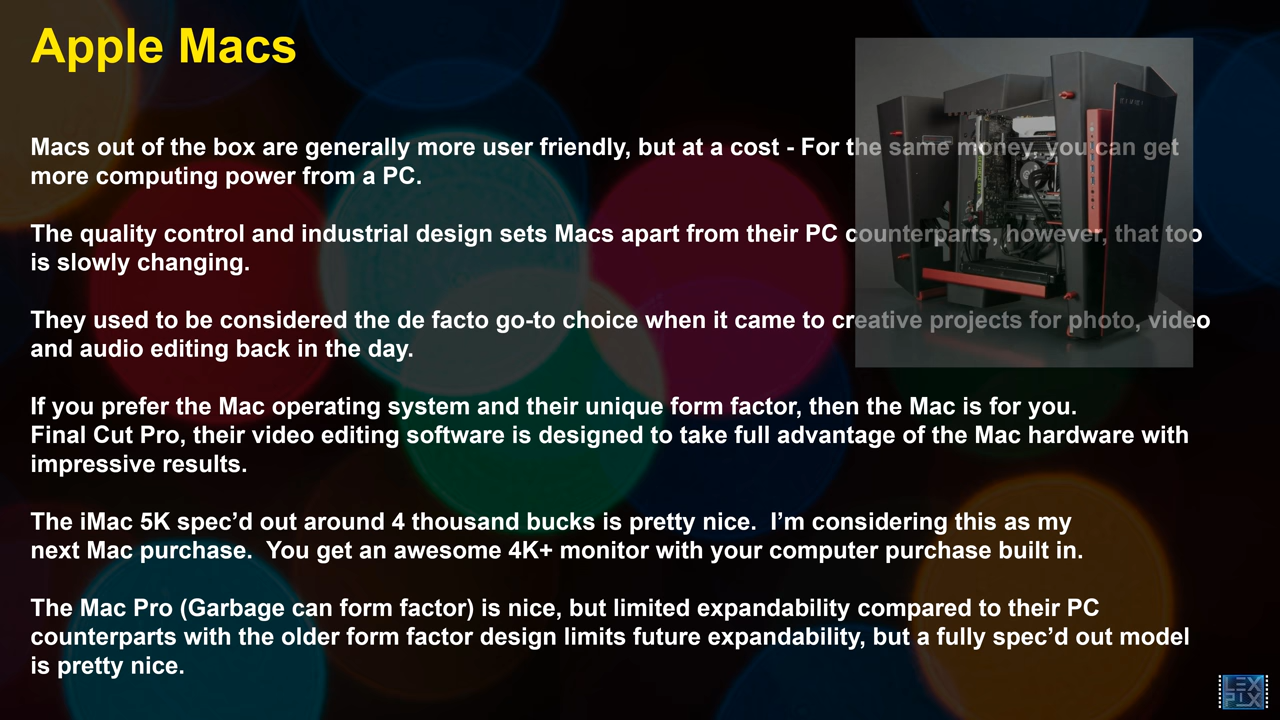 Apple Macs
Macs out of the box are generally more user friendly, but at a cost - For the same money, you can get
more computing power from a PC.
The quality control and industrial design sets Macs apart from their PC counterparts, however, that too
is slowly changing.
They used to be considered the de facto go-to choice when it came to creative projects for photo, video
and audio editing back in the day.
If you prefer the Mac operating system and their unique form factor, then the Mac is for you.
Final Cut Pro, their video editing software is designed to take full advantage of the Mac hardware with
impressive results.
The iMac 5K spec’d out around 4 thousand bucks is pretty nice.  I’m considering this as my
next Mac purchase.  You get an awesome 4K+ monitor with your computer purchase built in.
The Mac Pro (Garbage can form factor) is nice, but limited expandability compared to their PC
counterparts with the older form factor design limits future expandability, but a fully spec’d out model
is pretty nice.
LEX
PIX